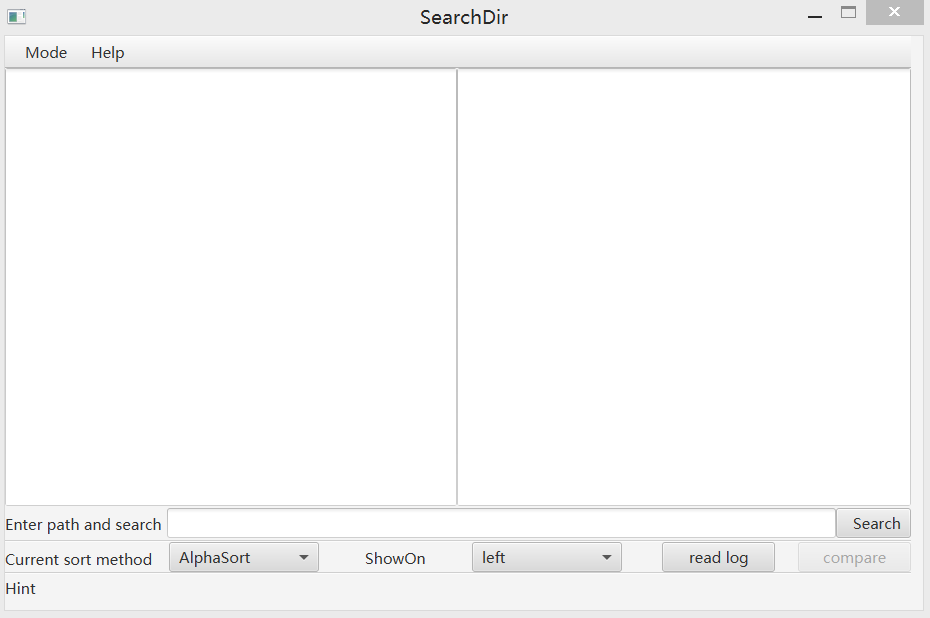 SearchDir
Mode Help
Enter path and search Search
Current sort method AlphaSort ShowOn left read log compare
Hint